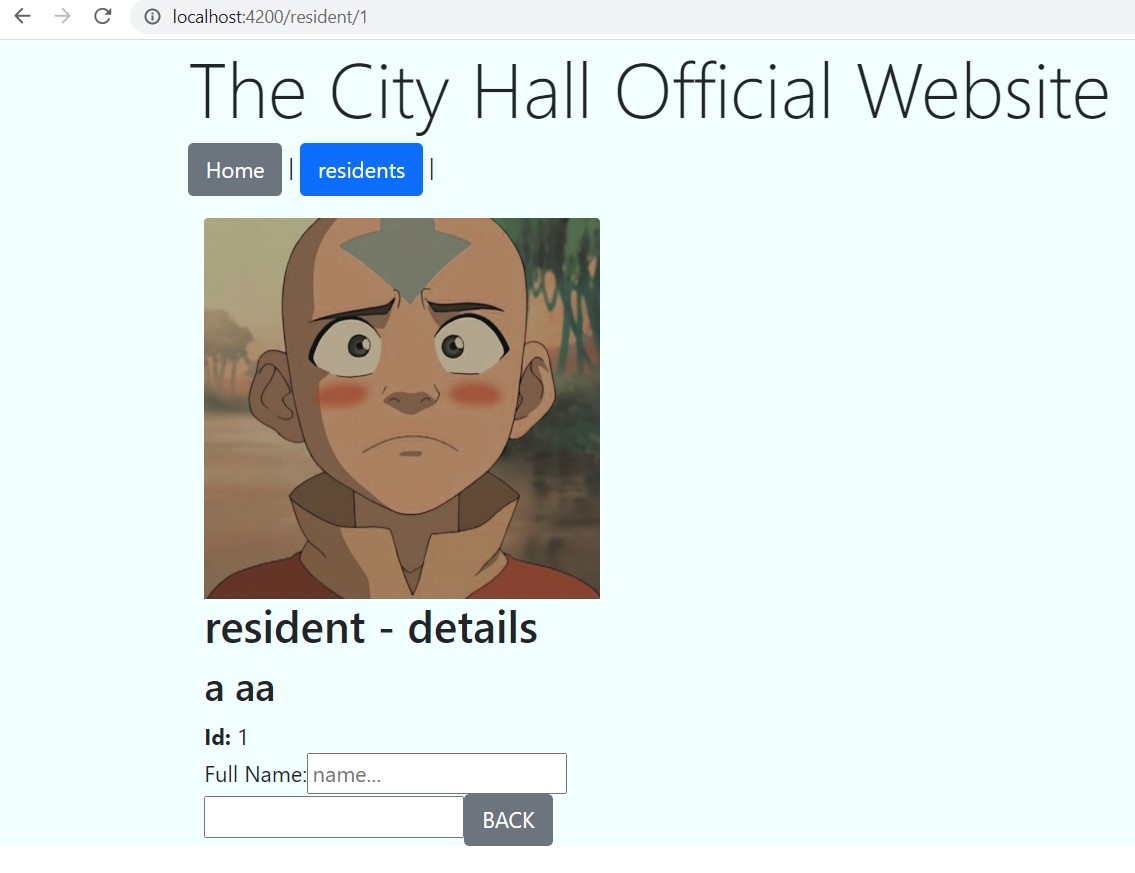 localhost:4200/resident/1
The City Hall Official Website
Home | residents |
resident - details
a aa
Id: 1
Full Name: name...
BACK